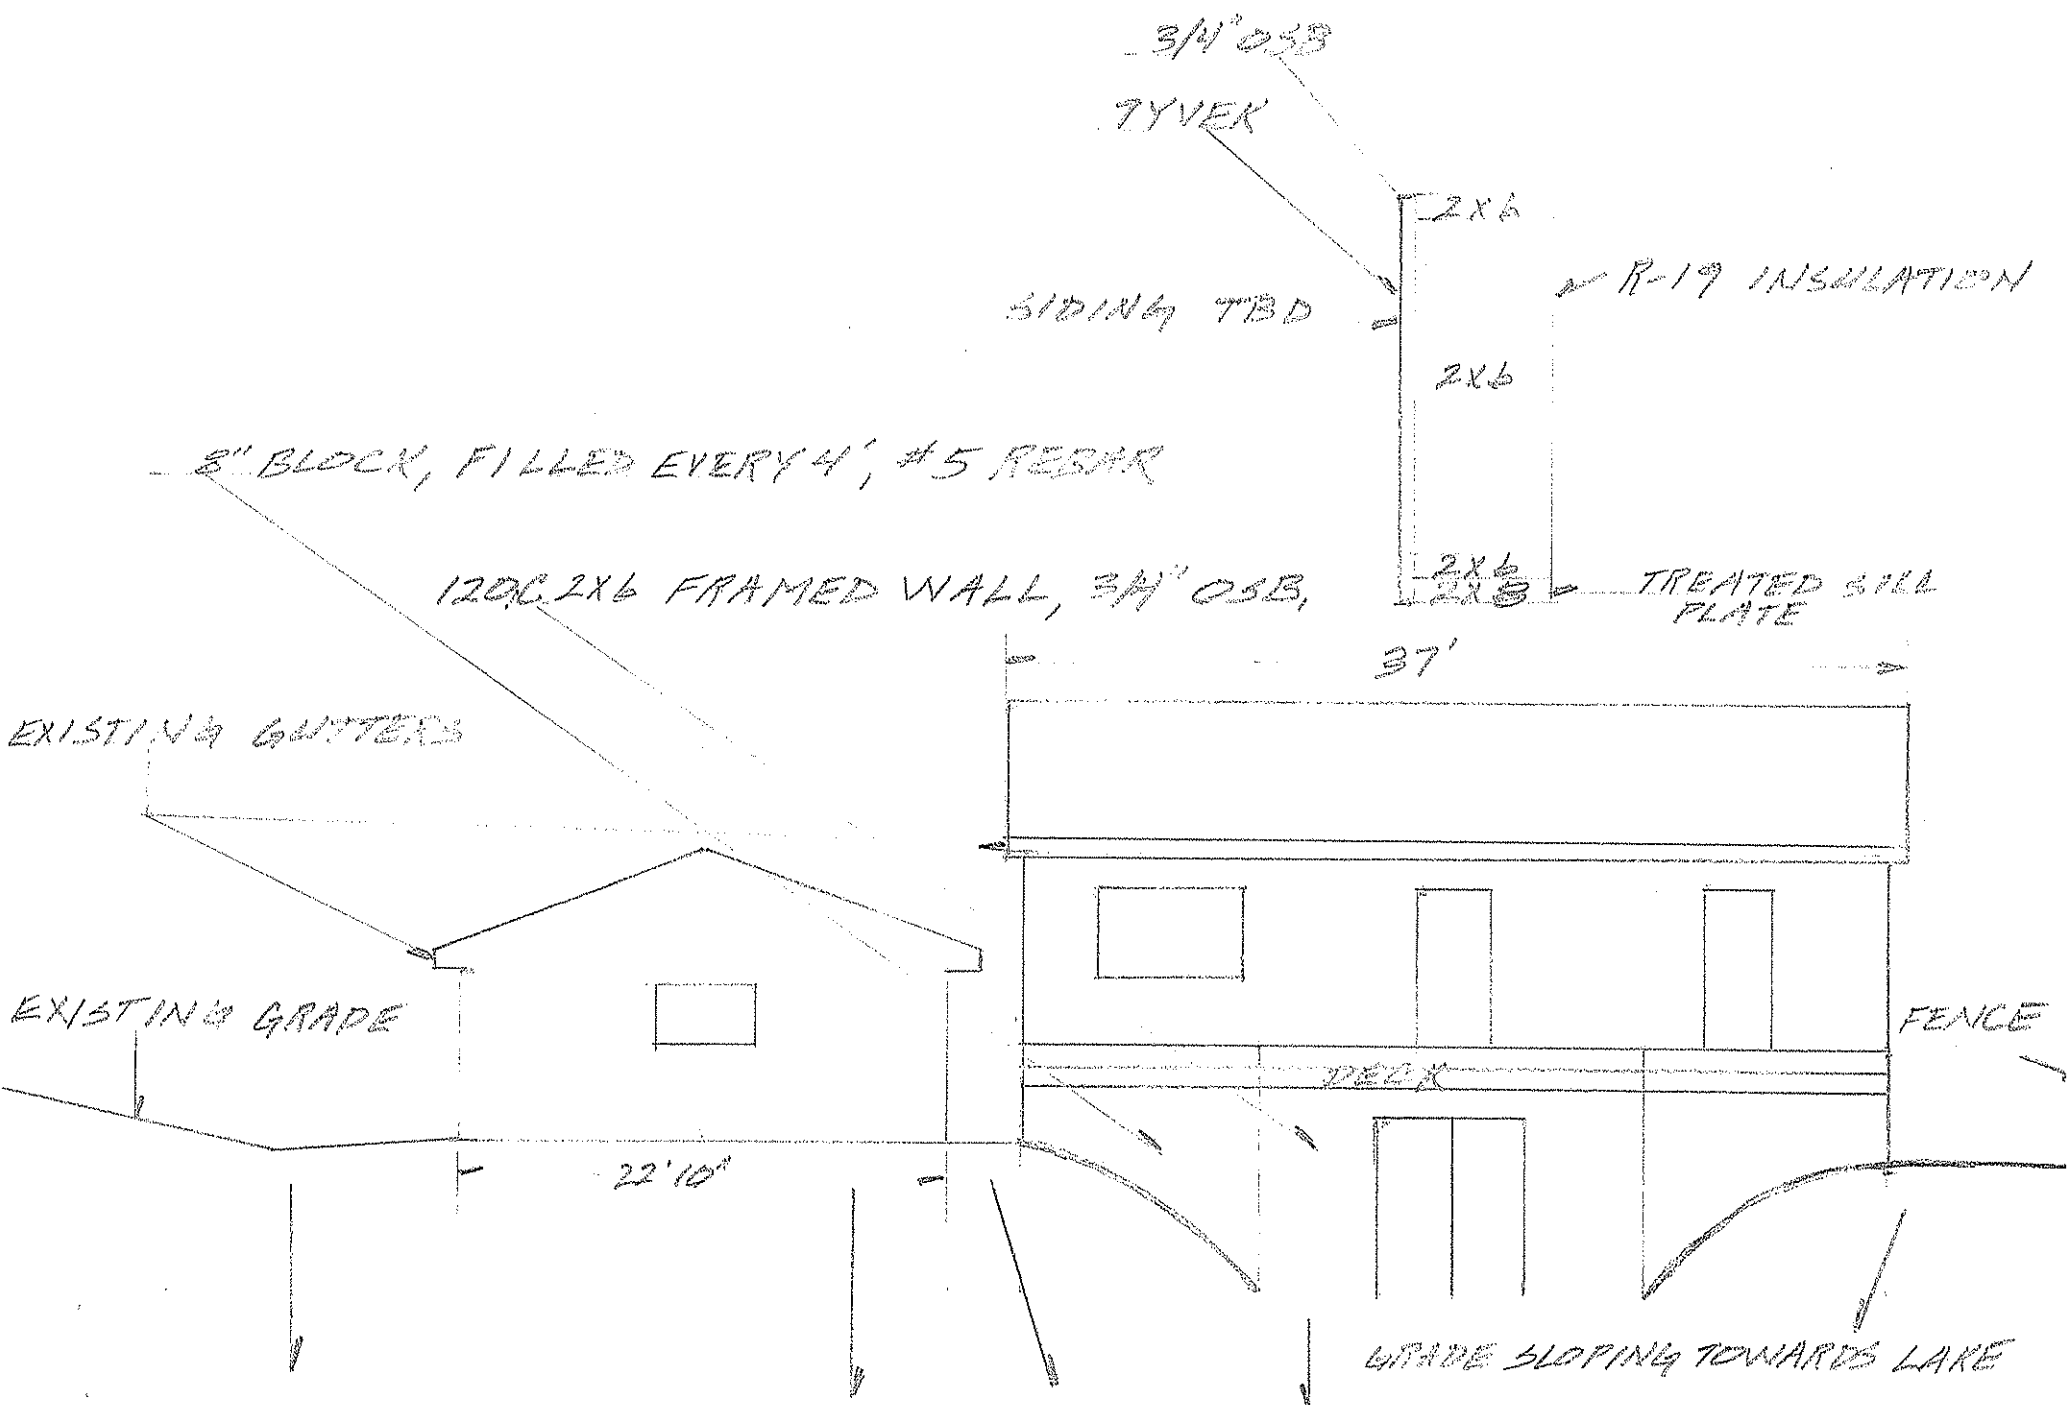 3/4" OSB
TYVEK
2X6
R-19 INSULATION
SIDING TBD
2X6
8" BLOCK, FILLED EVERY 4', #5 REBAR
12O.C. 2X6 FRAMED WALL, 3/4" OSB,
2X6
2X8
TREATED SILL
PLATE
37'
EXISTING GUTTERS
EXISTING GRADE
FENCE
DECK
22'10"
GRADE SLOPING TOWARDS LAKE